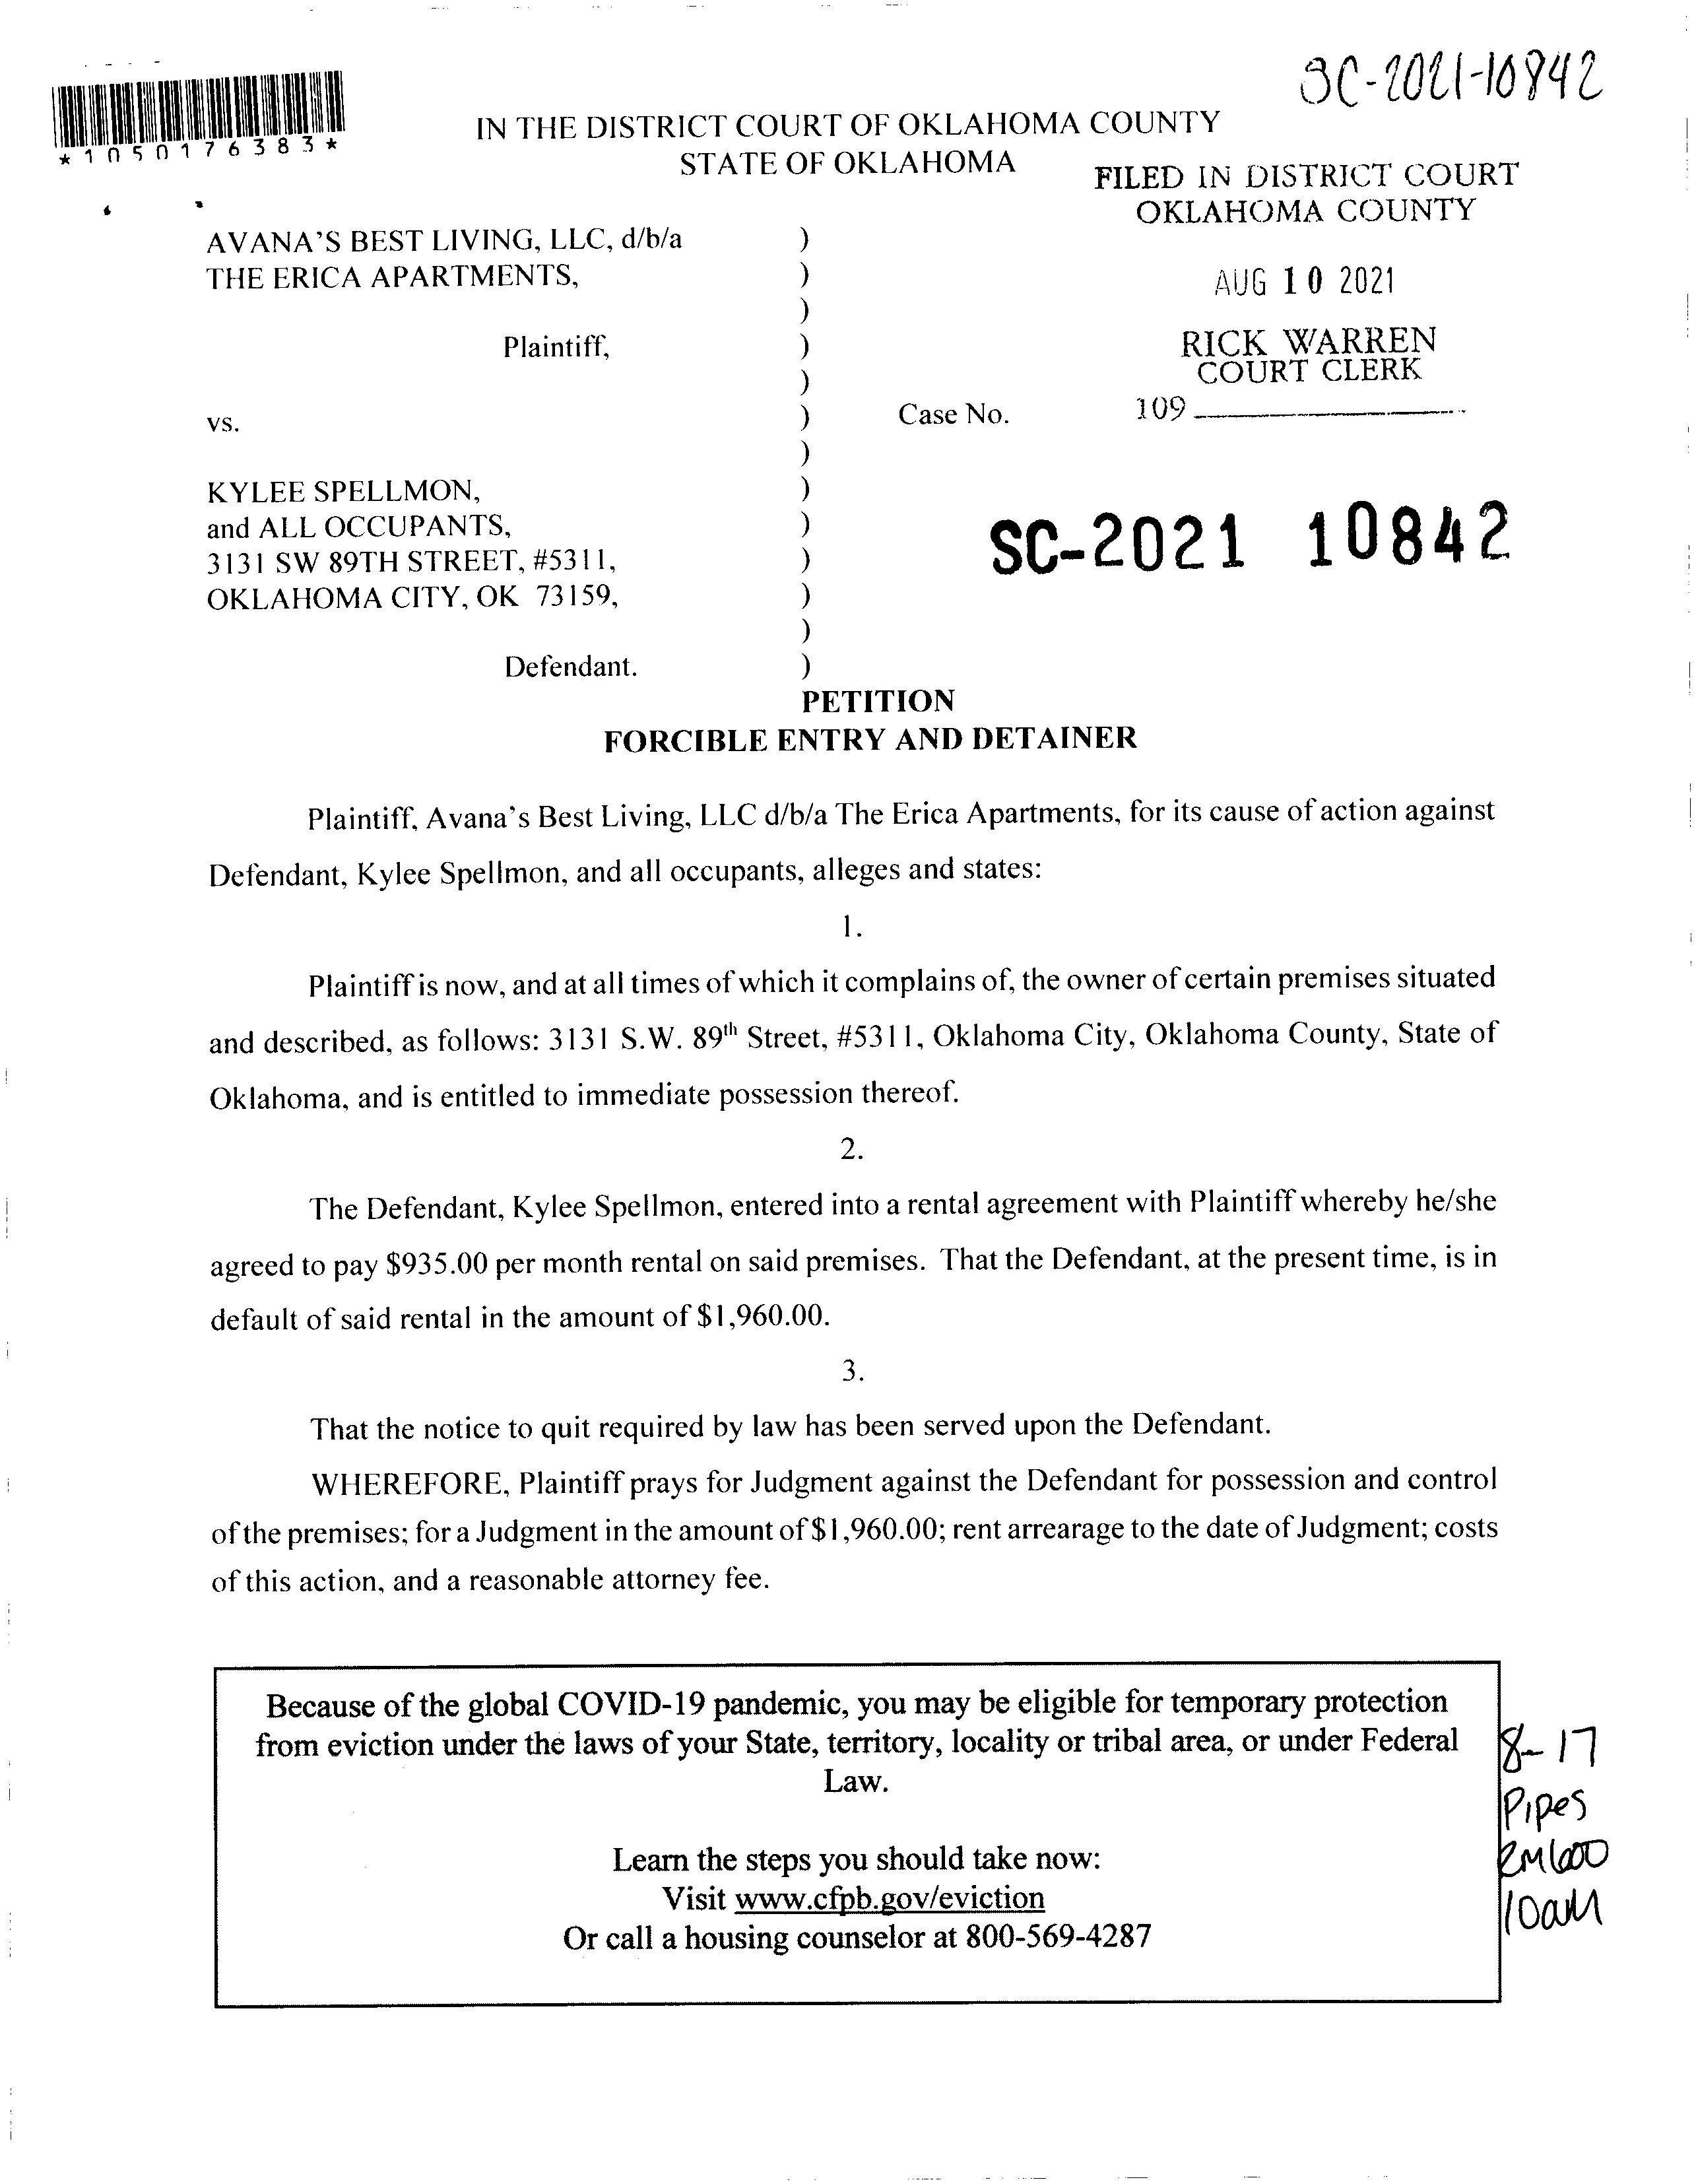 SC-2021-10842
*1050176383*
IN THE DISTRICT COURT OF OKLAHOMA COUNTY
STATE OF OKLAHOMA
FILED IN DISTRICT COURT
OKLAHOMA COUNTY
AUG 10 2021
RICK WARREN
COURT CLERK
109
AVANA'S BEST LIVING, LLC, d/b/a )
THE ERICA APARTMENTS, )
)
Plaintiff, )
)
vs. ) Case No.
)
KYLEE SPELLMON, )
and ALL OCCUPANTS, )
3131 SW 89TH STREET, #5311, )
OKLAHOMA CITY, OK 73159, )
)
Defendant. )
SC-2021 10842
PETITION
FORCIBLE ENTRY AND DETAINER
Plaintiff, Avana's Best Living, LLC d/b/a The Erica Apartments, for its cause of action against
Defendant, Kylee Spellmon, and all occupants, alleges and states:
1.
Plaintiff is now, and at all times of which it complains of, the owner of certain premises situated
and described, as follows: 3131 S.W. 89th Street, #5311, Oklahoma City, Oklahoma County, State of
Oklahoma, and is entitled to immediate possession thereof.
2.
The Defendant, Kylee Spellmon, entered into a rental agreement with Plaintiff whereby he/she
agreed to pay $935.00 per month rental on said premises. That the Defendant, at the present time, is in
default of said rental in the amount of $1,960.00.
3.
That the notice to quit required by law has been served upon the Defendant.
WHEREFORE, Plaintiff prays for Judgment against the Defendant for possession and control
of the premises; for a Judgment in the amount of $1,960.00; rent arrearage to the date of Judgment; costs
of this action, and a reasonable attorney fee.
Because of the global COVID-19 pandemic, you may be eligible for temporary protection
from eviction under the laws of your State, territory, locality or tribal area, or under Federal
Law.
Learn the steps you should take now:
Visit www.cfpb.gov/eviction
Or call a housing counselor at 800-569-4287
8-17
Pipes
RM600
10am